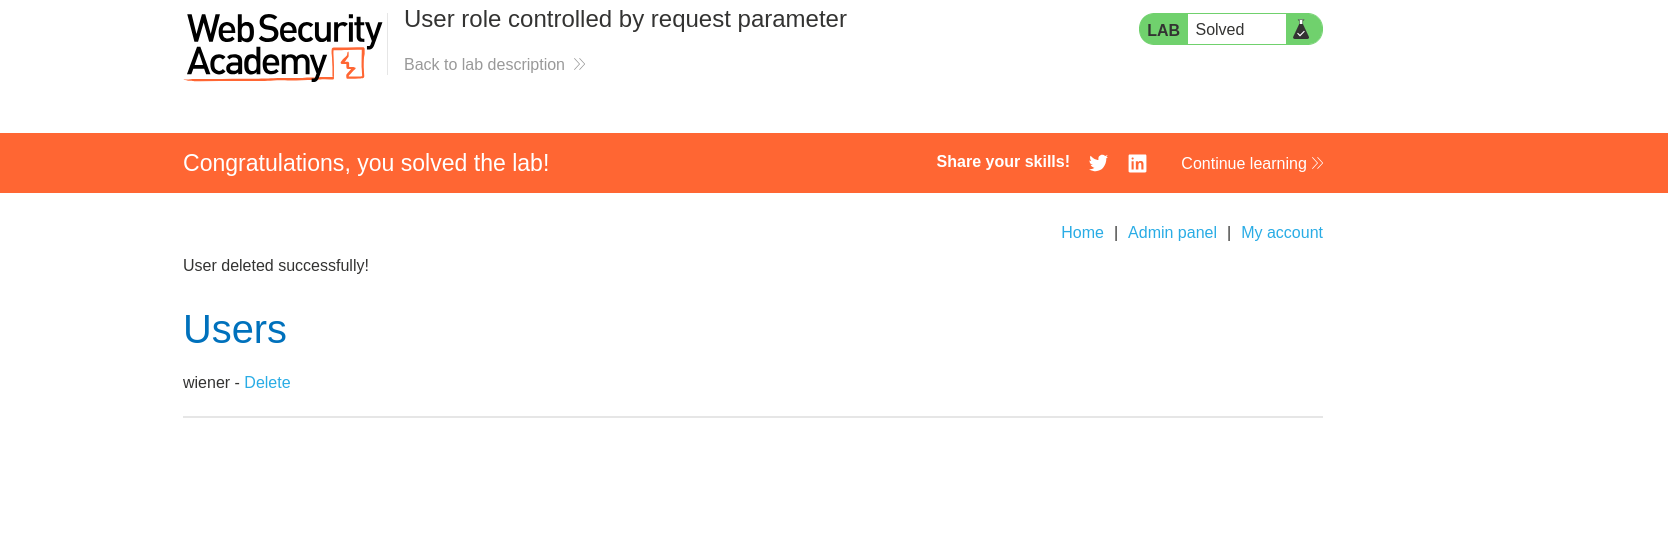 Web Security
Academy
User role controlled by request parameter
Back to lab description
LAB Solved
Congratulations, you solved the lab!
Share your skills!
Continue learning
Home | Admin panel | My account
User deleted successfully!
Users
wiener - Delete